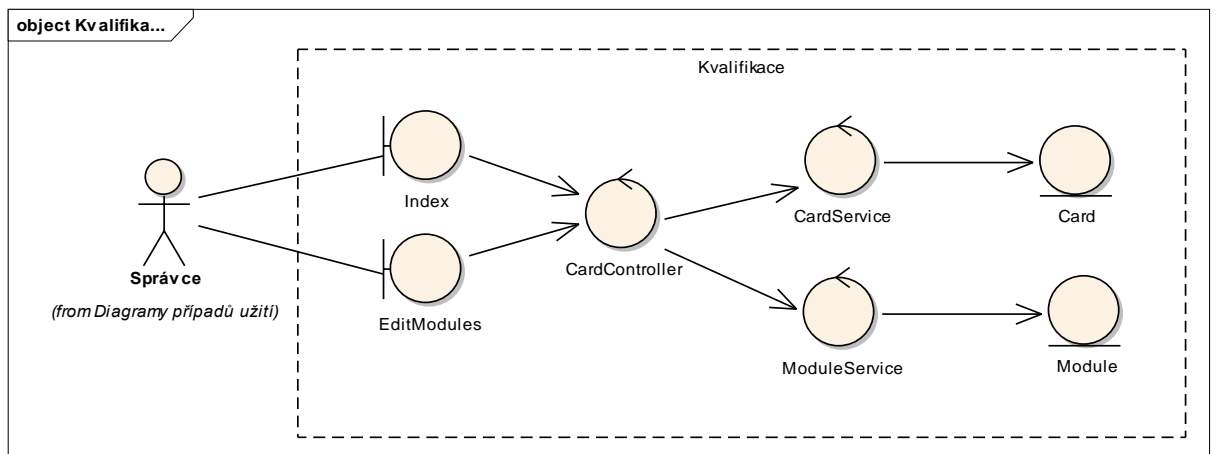 object Kvalifika...
Kvalifikace
Index
CardService
Card
CardController
Správce
(from Diagramy případů užití)
EditModules
ModuleService
Module